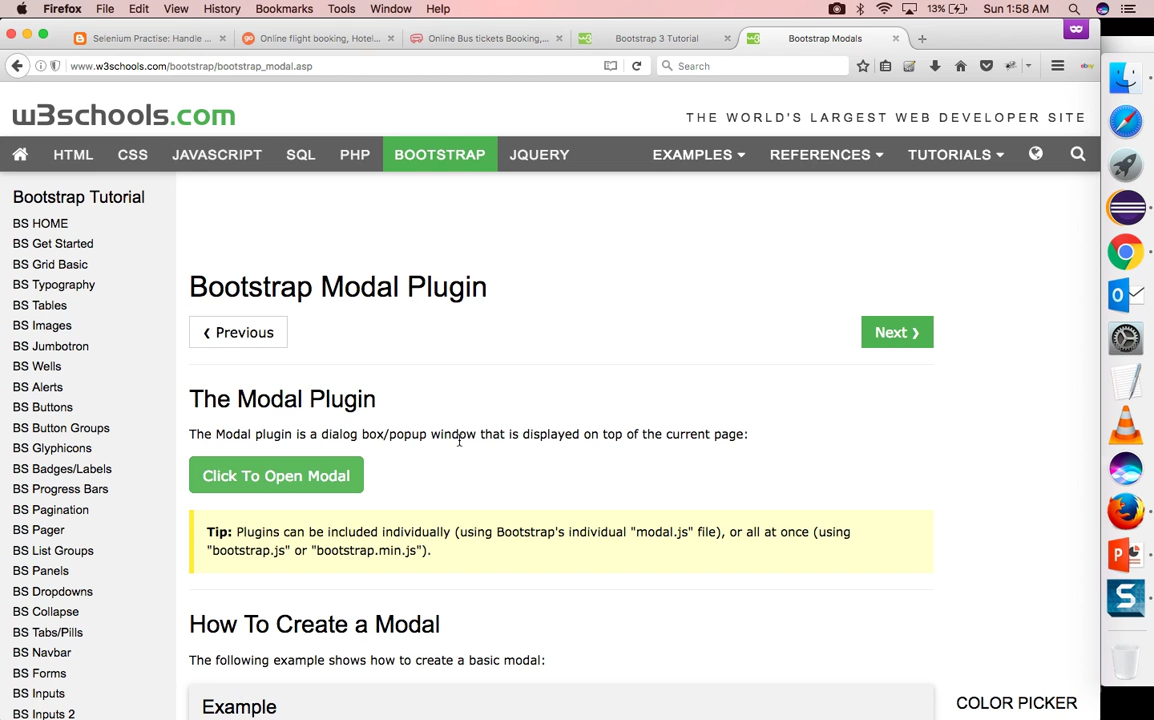 Firefox File Edit View History Bookmarks Tools Window Help 13% Sun 1:58 AM
Selenium Practise: Handle ... Online flight booking, Hotel... Online Bus tickets Booking,... Bootstrap 3 Tutorial Bootstrap Modals
www.w3schools.com/bootstrap/bootstrap_modal.asp Search ebay
w3schools.com THE WORLD'S LARGEST WEB DEVELOPER SITE
HTML CSS JAVASCRIPT SQL PHP BOOTSTRAP JQUERY EXAMPLES REFERENCES TUTORIALS
Bootstrap Tutorial
BS HOME
BS Get Started
BS Grid Basic
BS Typography
BS Tables
BS Images
BS Jumbotron
BS Wells
BS Alerts
BS Buttons
BS Button Groups
BS Glyphicons
BS Badges/Labels
BS Progress Bars
BS Pagination
BS Pager
BS List Groups
BS Panels
BS Dropdowns
BS Collapse
BS Tabs/Pills
BS Navbar
BS Forms
BS Inputs
BS Inputs 2
Bootstrap Modal Plugin
❮ Previous
Next ❯
The Modal Plugin
The Modal plugin is a dialog box/popup window that is displayed on top of the current page:
Click To Open Modal
Tip: Plugins can be included individually (using Bootstrap's individual "modal.js" file), or all at once (using
"bootstrap.js" or "bootstrap.min.js").
How To Create a Modal
The following example shows how to create a basic modal:
Example
COLOR PICKER